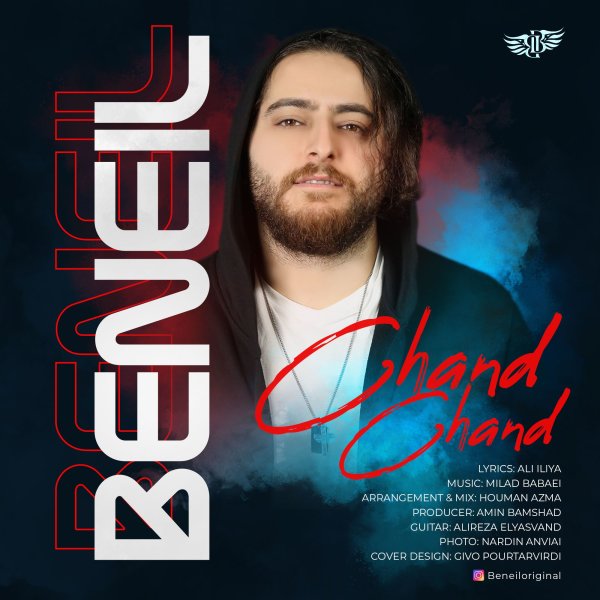 BENEIL
BENEIL
Ghand
Ghand
LYRICS: ALI ILIYA
MUSIC: MILAD BABAEI
ARRANGEMENT & MIX: HOUMAN AZMA
PRODUCER: AMIN BAMSHAD
GUITAR: ALIREZA ELYASVAND
PHOTO: NARDIN ANVIAI
COVER DESIGN: GIVO POURTARVIRDI
Beneiloriginal